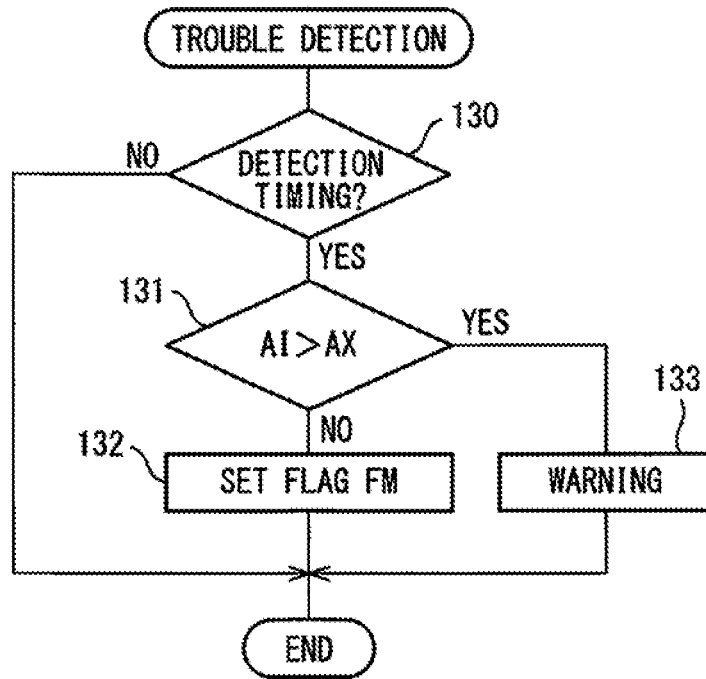 TROUBLE DETECTION
130
NO
DETECTION
TIMING?
YES
131
AI>AX
YES
133
NO
132
SET FLAG FM
WARNING
END